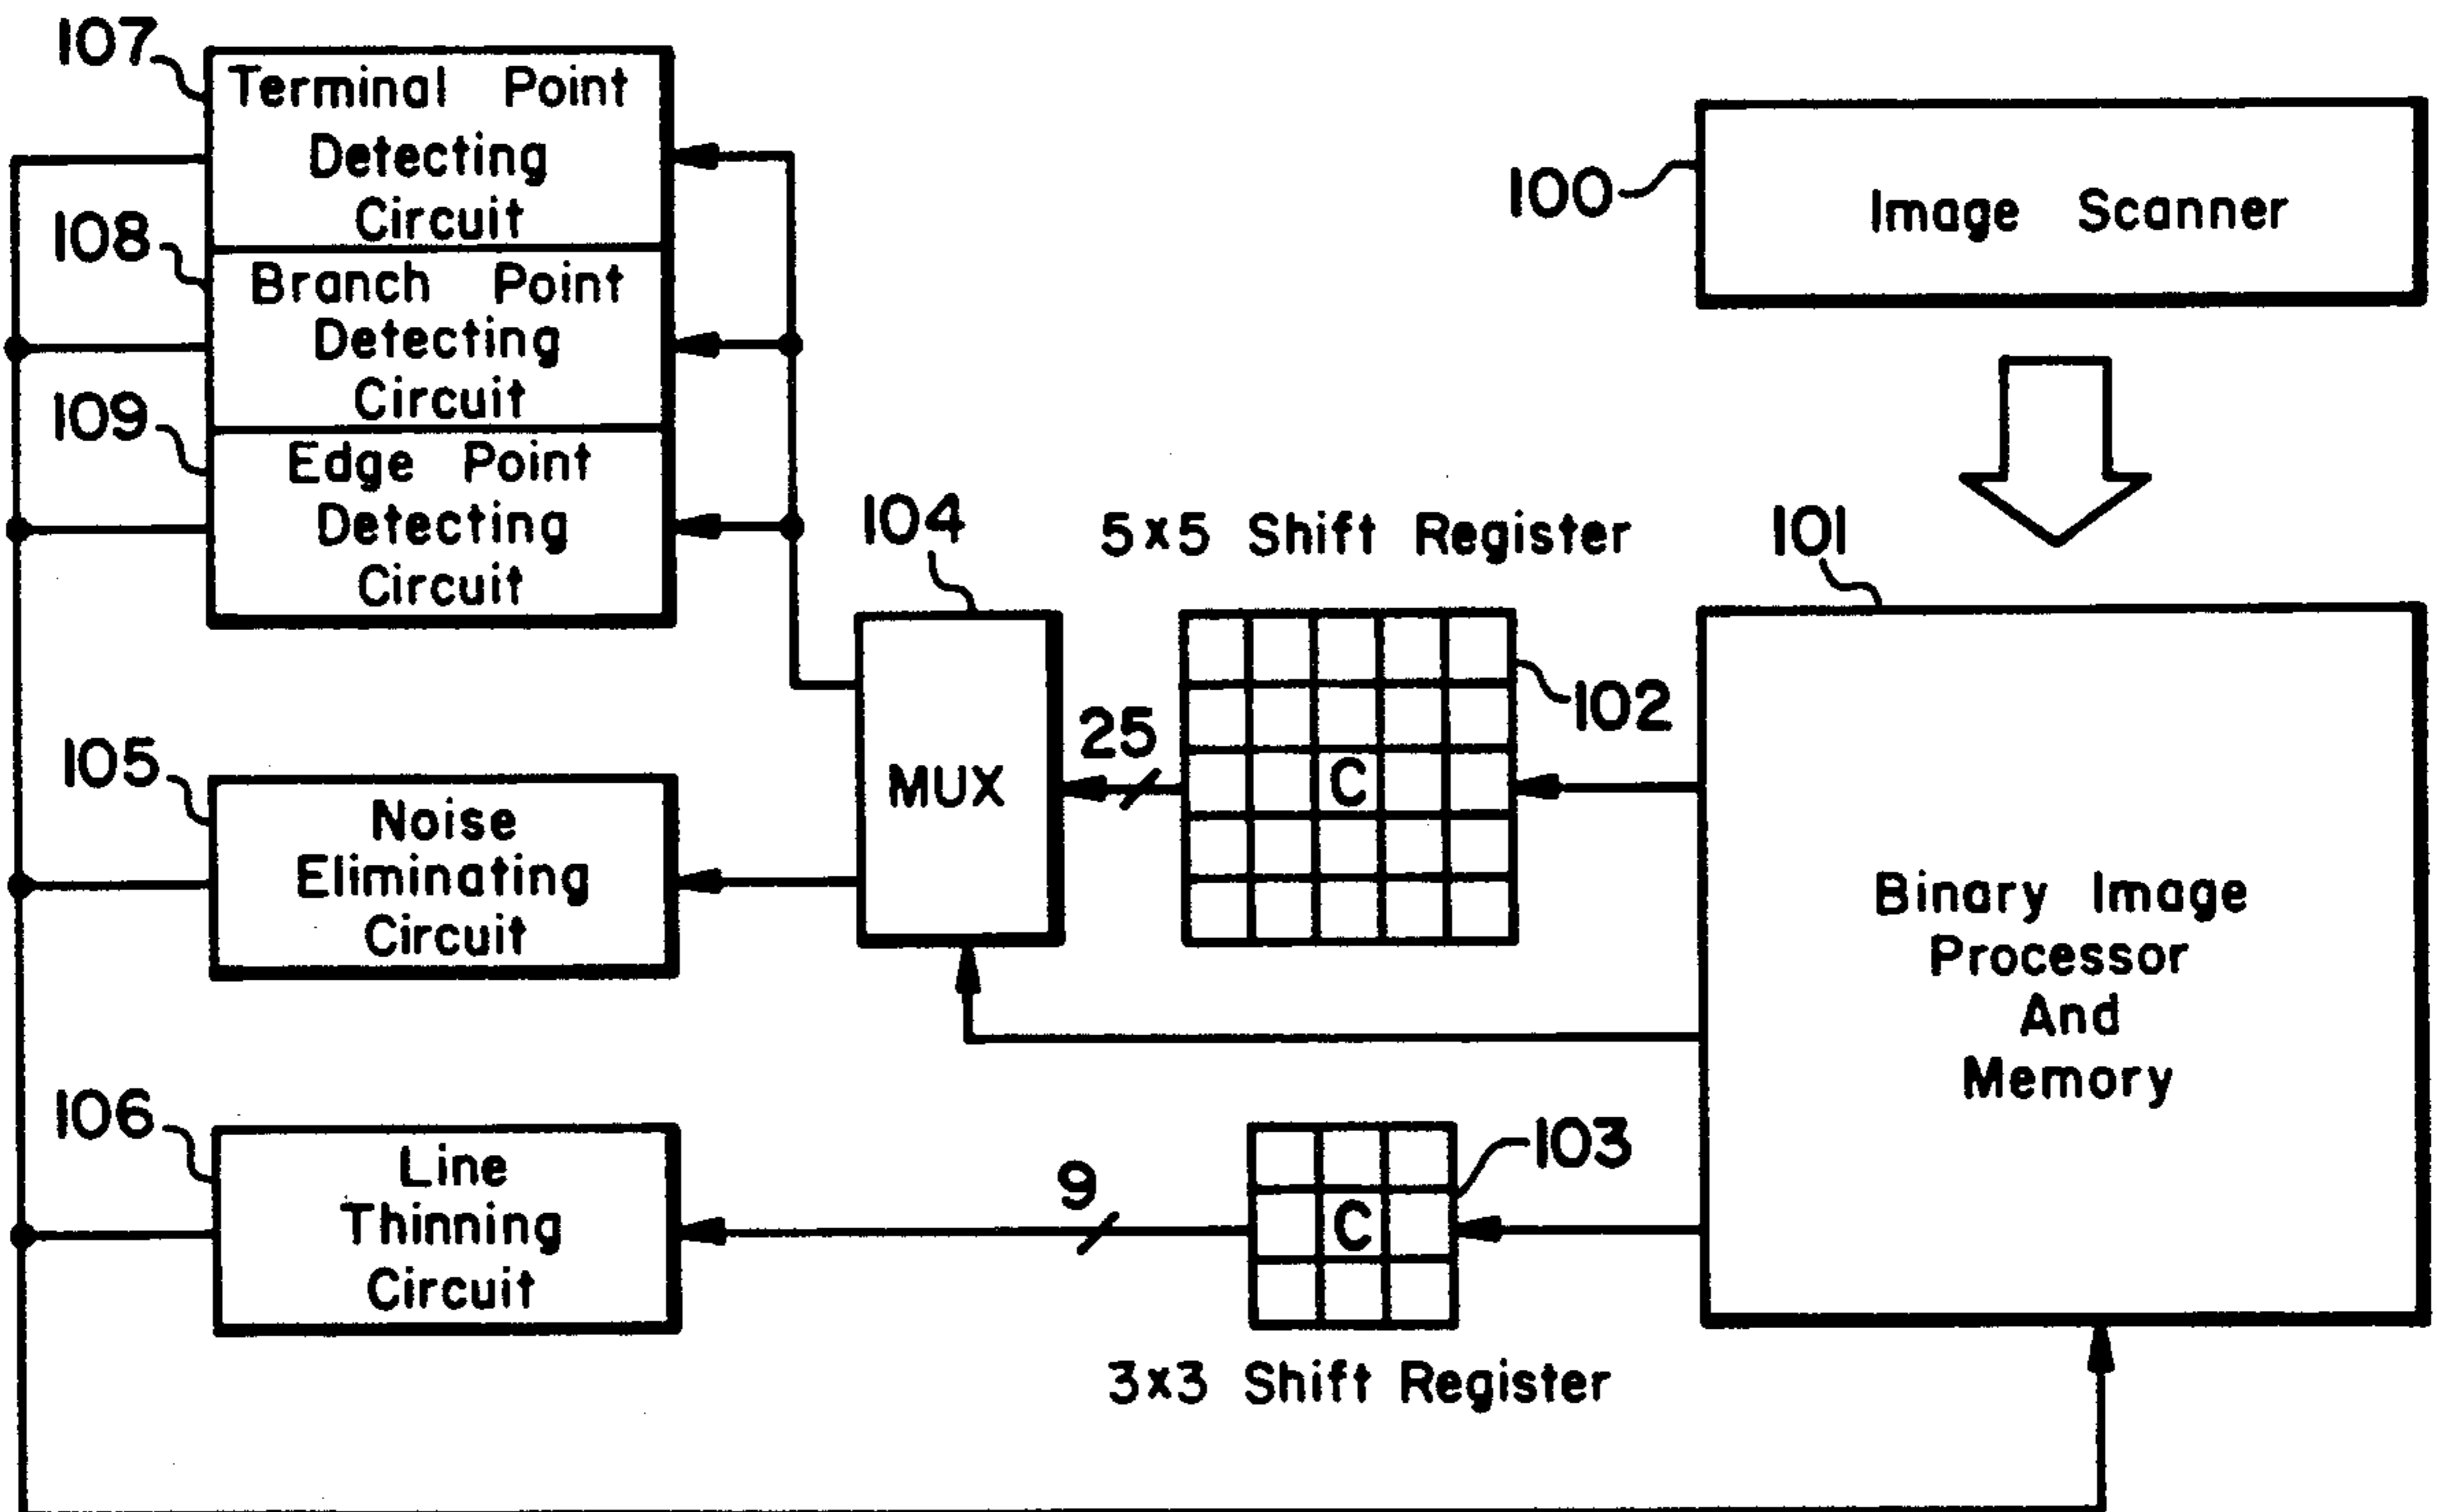 107
Terminal Point
Detecting
Circuit
108
Branch Point
Detecting
Circuit
109
Edge Point
Detecting
Circuit
100
Image Scanner
104
5x5 Shift Register
101
MUX
25
C
102
105
Noise
Eliminating
Circuit
Binary Image
Processor
And
Memory
106
Line
Thinning
Circuit
9
C
103
3x3 Shift Register